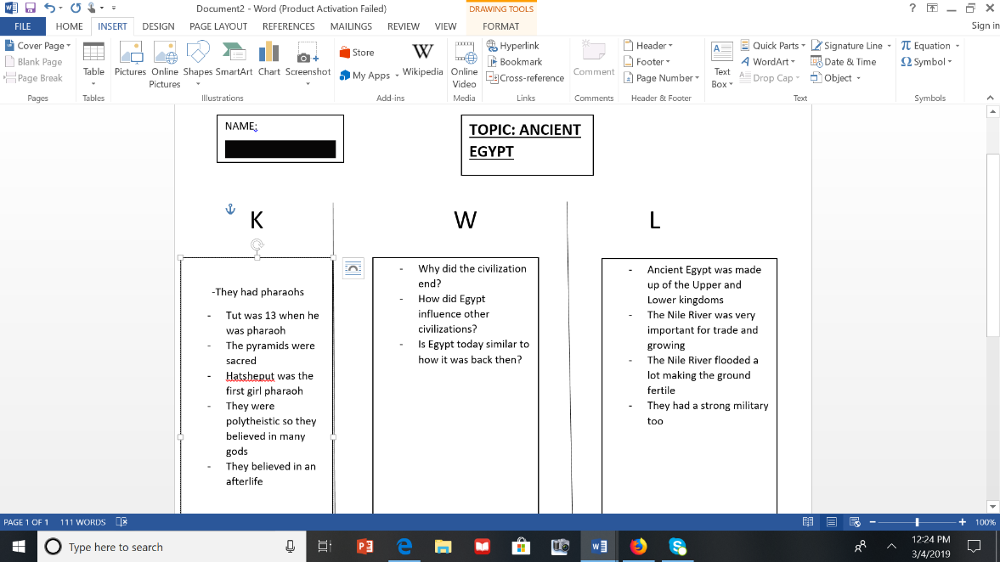 Document2 - Word (Product Activation Failed)
DRAWING TOOLS
?
FILE
HOME
INSERT
DESIGN
PAGE LAYOUT
REFERENCES
MAILINGS
REVIEW
VIEW
FORMAT
Sign in
Cover Page
Blank Page
Page Break
Pages
Table
Tables
Pictures
Online
Pictures
Shapes
SmartArt
Chart
Screenshot
Illustrations
Store
My Apps
W
Wikipedia
Add-ins
Online
Video
Media
Hyperlink
Bookmark
Cross-reference
Links
Comment
Comments
Header
Footer
Page Number
Header & Footer
Text
Box
Quick Parts
WordArt
Drop Cap
Signature Line
Date & Time
Object
Text
π Equation
Ω Symbol
Symbols
NAME:
TOPIC: ANCIENT
EGYPT
K
W
L
-They had pharaohs
- Tut was 13 when he
was pharaoh
- The pyramids were
sacred
- Hatsheput was the
first girl pharaoh
- They were
polytheistic so they
believed in many
gods
- They believed in an
afterlife
- Why did the civilization
end?
- How did Egypt
influence other
civilizations?
- Is Egypt today similar to
how it was back then?
- Ancient Egypt was made
up of the Upper and
Lower kingdoms
- The Nile River was very
important for trade and
growing
- The Nile River flooded a
lot making the ground
fertile
- They had a strong military
too
PAGE 1 OF 1
111 WORDS
100%
Type here to search
12:24 PM
3/4/2019